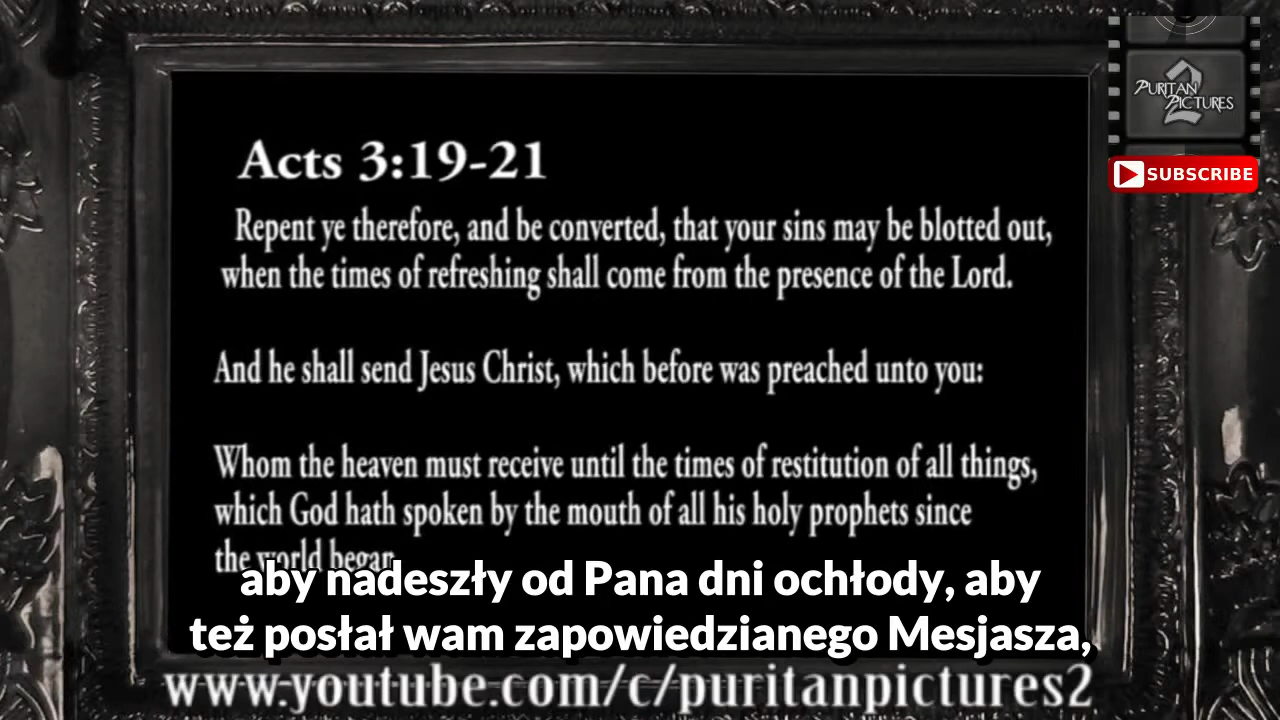 PURITAN
PICTURES
2
SUBSCRIBE
Acts 3:19-21
Repent ye therefore, and be converted, that your sins may be blotted out,
when the times of refreshing shall come from the presence of the Lord.
And he shall send Jesus Christ, which before was preached unto you:
Whom the heaven must receive until the times of restitution of all things,
which God hath spoken by the mouth of all his holy prophets since
the world began
aby nadeszły od Pana dni ochłody, aby
też posłał wam zapowiedzianego Mesjasza,
www.youtube.com/c/puritanpictures2